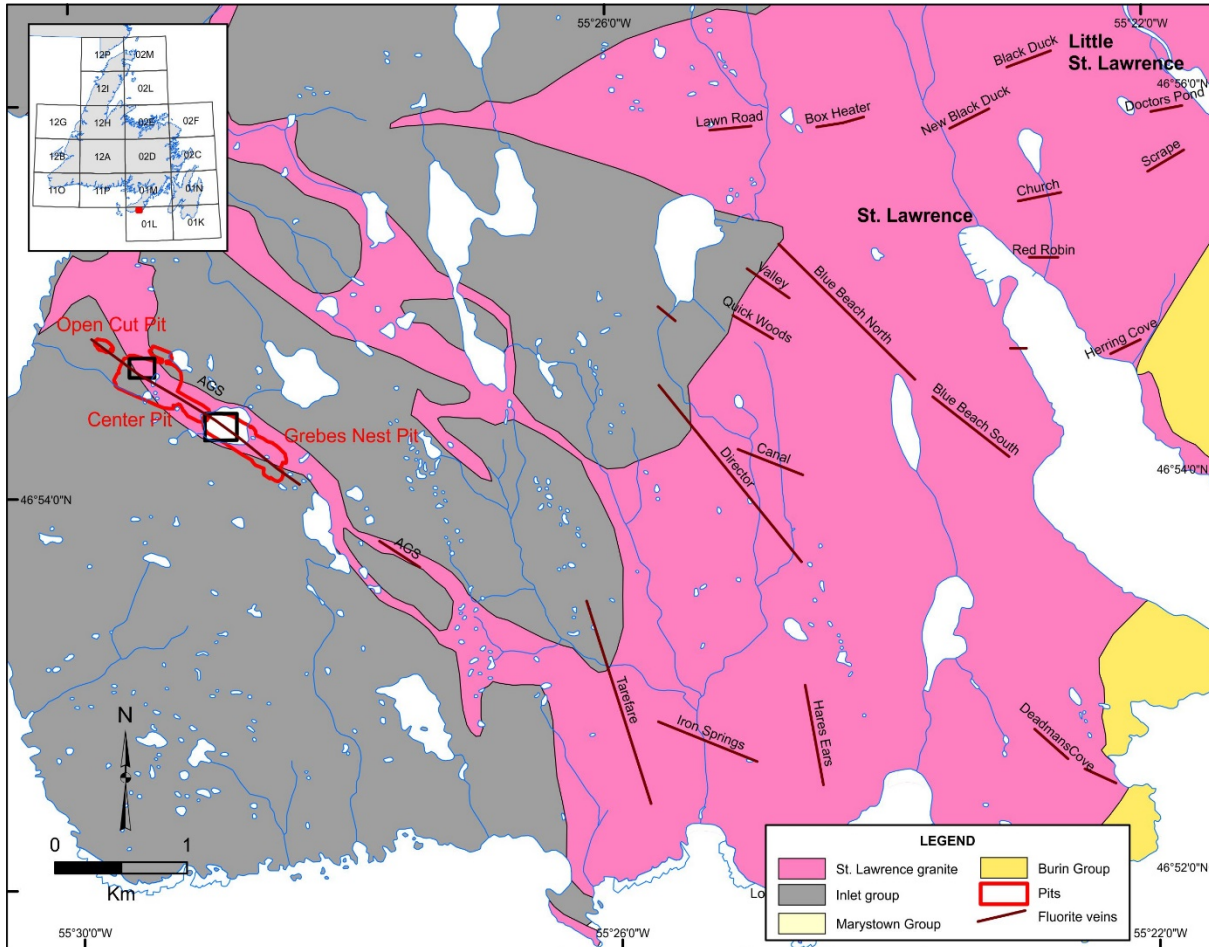 55°26'0"W
55°22'0"W
12P
02M
12I
02L
12G
12H
02E
02F
12B
12A
02D
02C
11O
11P
01M
01N
01L
01K
Black Duck
Little
St. Lawrence
46°56'0"N
Lawn Road
Box Heater
New Black Duck
Doctors Pond
Scrape
Church
St. Lawrence
Red Robin
Valley
Blue Beach North
Quick Woods
Herring Cove
Open Cut Pit
AGS
Center Pit
Grebes Nest Pit
Blue Beach South
Canal
Director
46°54'0"N
46°54'0"N
AGS
Tarefare
Iron Springs
Hares Ears
DeadmansCove
N
0
1
Km
LEGEND
St. Lawrence granite
Burin Group
Inlet group
Pits
Marystown Group
Fluorite veins
Lo
46°52'0"N
55°30'0"W
55°26'0"W
55°22'0"W